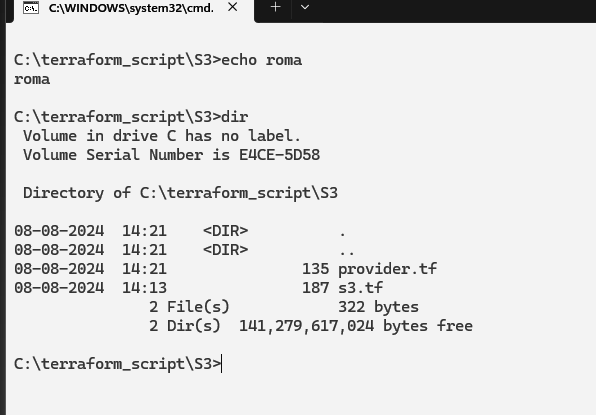 C:\WINDOWS\system32\cmd.
C:\terraform_script\S3>echo roma
roma
C:\terraform_script\S3>dir
 Volume in drive C has no label.
 Volume Serial Number is E4CE-5D58
 Directory of C:\terraform_script\S3
08-08-2024  14:21    <DIR>          .
08-08-2024  14:21    <DIR>          ..
08-08-2024  14:21               135 provider.tf
08-08-2024  14:13               187 s3.tf
               2 File(s)            322 bytes
               2 Dir(s)  141,279,617,024 bytes free
C:\terraform_script\S3>